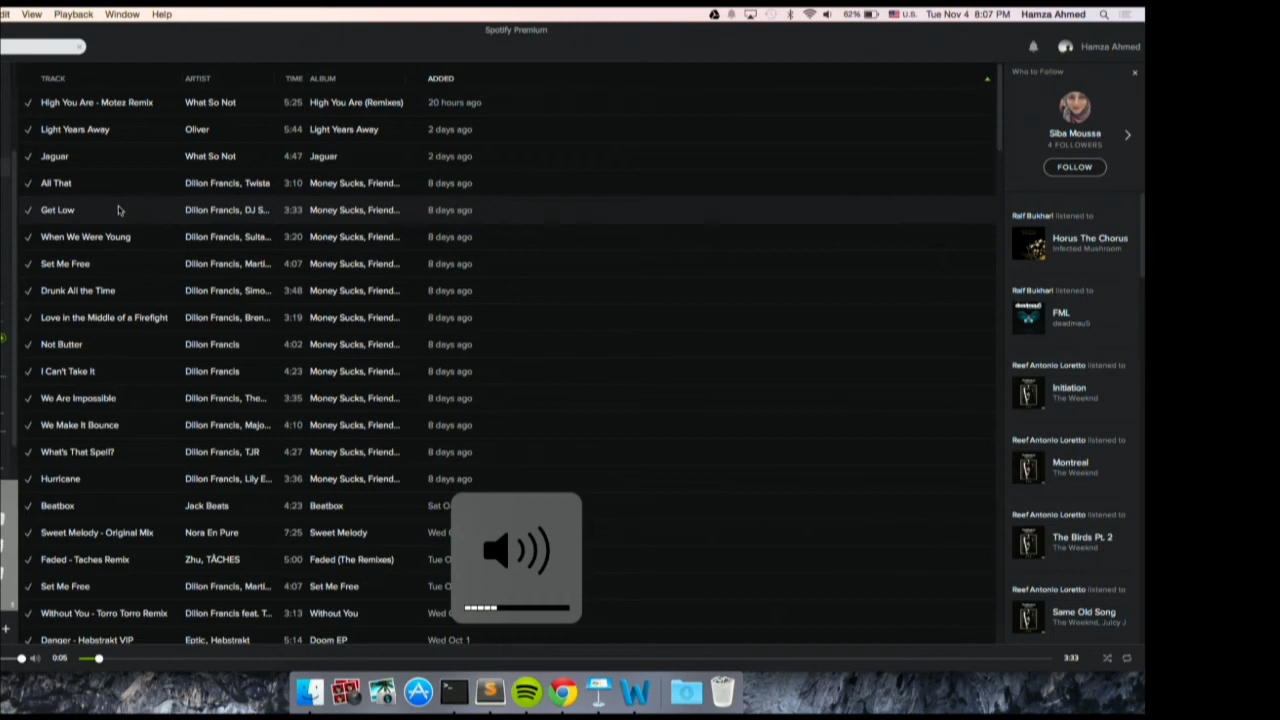 dit View Playback Window Help 62% U.S. Tue Nov 4 8:07 PM Hamza Ahmed
Spotify Premium
Hamza Ahmed
TRACK ARTIST TIME ALBUM ADDED
High You Are - Motez Remix What So Not 5:25 High You Are (Remixes) 20 hours ago
Light Years Away Oliver 5:44 Light Years Away 2 days ago
Jaguar What So Not 4:47 Jaguar 2 days ago
All That Dillon Francis, Twista 3:10 Money Sucks, Friend... 8 days ago
Get Low Dillon Francis, DJ S... 3:33 Money Sucks, Friend... 8 days ago
When We Were Young Dillon Francis, Sulta... 3:20 Money Sucks, Friend... 8 days ago
Set Me Free Dillon Francis, Marti... 4:07 Money Sucks, Friend... 8 days ago
Drunk All the Time Dillon Francis, Simo... 3:48 Money Sucks, Friend... 8 days ago
Love in the Middle of a Firefight Dillon Francis, Bren... 3:19 Money Sucks, Friend... 8 days ago
Not Butter Dillon Francis 4:02 Money Sucks, Friend... 8 days ago
I Can't Take It Dillon Francis 4:23 Money Sucks, Friend... 8 days ago
We Are Impossible Dillon Francis, The... 3:35 Money Sucks, Friend... 8 days ago
We Make It Bounce Dillon Francis, Majo... 4:10 Money Sucks, Friend... 8 days ago
What's That Spell? Dillon Francis, TJR 4:27 Money Sucks, Friend... 8 days ago
Hurricane Dillon Francis, Lily E... 3:36 Money Sucks, Friend... 8 days ago
Beatbox Jack Beats 4:23 Beatbox Sat O
Sweet Melody - Original Mix Nora En Pure 7:25 Sweet Melody Wed
Faded - Taches Remix Zhu, TÂCHES 5:00 Faded (The Remixes) Tue O
Set Me Free Dillon Francis, Marti... 4:07 Set Me Free Tue O
Without You - Torro Torro Remix Dillon Francis feat. T... 3:13 Without You Wed
Danger - Habstrakt VIP Eptic, Habstrakt 5:14 Doom EP Wed Oct 1
Who to Follow
Siba Moussa
4 FOLLOWERS
FOLLOW
Ralf Bukhari listened to
Horus The Chorus
Infected Mushroom
Ralf Bukhari listened to
FML
deadmau5
Reef Antonio Loretto listened to
Initiation
The Weeknd
Reef Antonio Loretto listened to
Montreal
The Weeknd
Reef Antonio Loretto listened to
The Birds Pt. 2
The Weeknd
Reef Antonio Loretto listened to
Same Old Song
The Weeknd, Juicy J
0:05 3:33